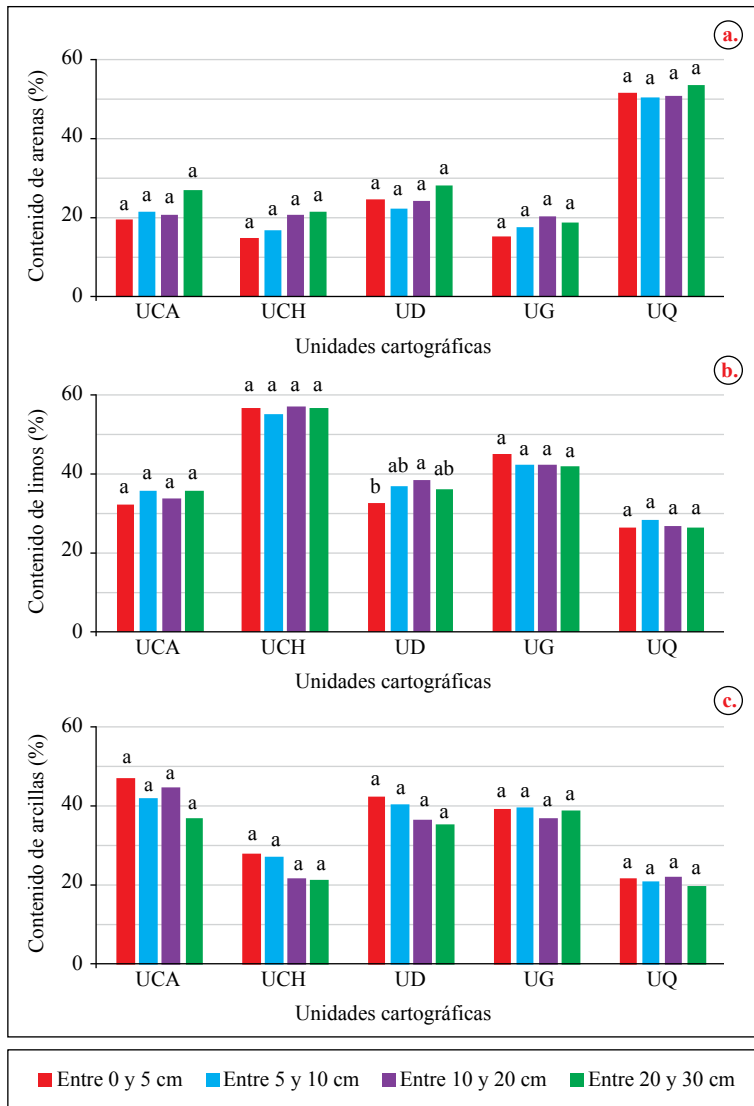 a.
Contenido de arenas (%)
60
40
20
0
a a a a
a a a a
a a a a
a a a a
a a a a
UCA UCH UD UG UQ
Unidades cartográficas
b.
Contenido de limos (%)
60
40
20
0
a a a a
a a a a
b ab a ab
a a a a
a a a a
UCA UCH UD UG UQ
Unidades cartográficas
c.
Contenido de arcillas (%)
60
40
20
0
a a a a
a a a a
a a a a
a a a a
a a a a
UCA UCH UD UG UQ
Unidades cartográficas
Entre 0 y 5 cm Entre 5 y 10 cm Entre 10 y 20 cm Entre 20 y 30 cm